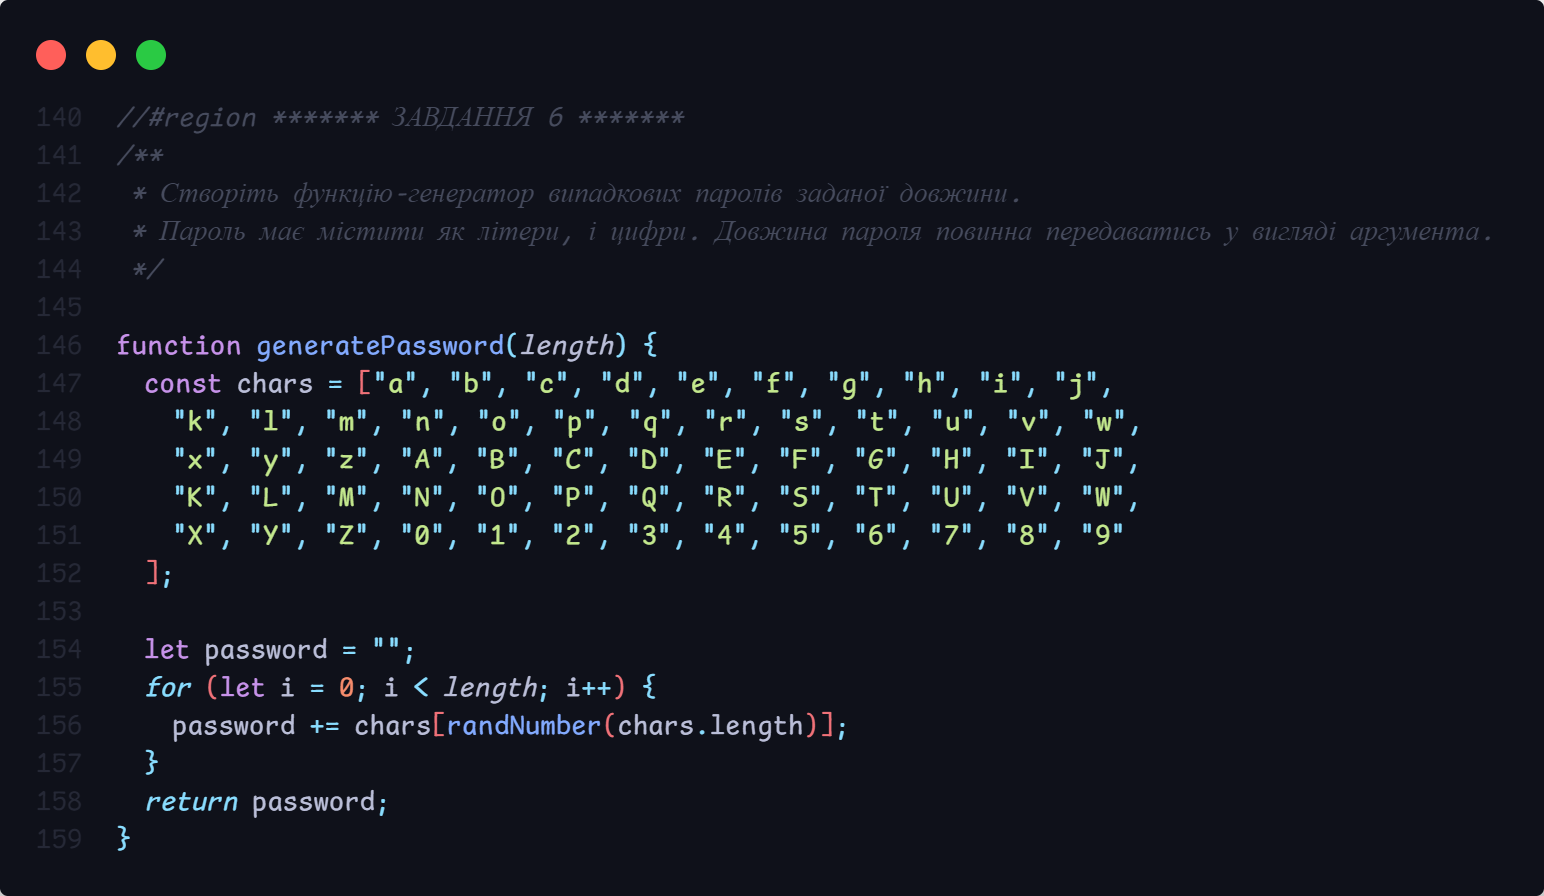 140 //#region ******* ЗАВДАННЯ 6 *******
141 /**
142  * Створіть функцію-генератор випадкових паролів заданої довжини.
143  * Пароль має містити як літери, і цифри. Довжина пароля повинна передаватись у вигляді аргумента.
144  */
145
146 function generatePassword(length) {
147   const chars = ["a", "b", "c", "d", "e", "f", "g", "h", "i", "j",
148     "k", "l", "m", "n", "o", "p", "q", "r", "s", "t", "u", "v", "w",
149     "x", "y", "z", "A", "B", "C", "D", "E", "F", "G", "H", "I", "J",
150     "K", "L", "M", "N", "O", "P", "Q", "R", "S", "T", "U", "V", "W",
151     "X", "Y", "Z", "0", "1", "2", "3", "4", "5", "6", "7", "8", "9"
152   ];
153
154   let password = "";
155   for (let i = 0; i < length; i++) {
156     password += chars[randNumber(chars.length)];
157   }
158   return password;
159 }